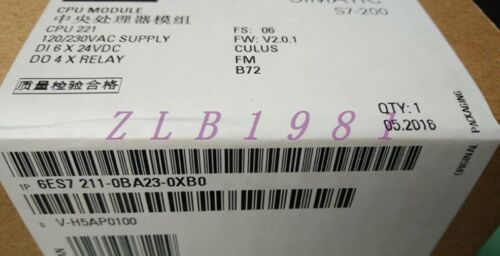 CPU MODULE
SIMATIC
中央处理器模组
S7-200
CPU 221
FS: 06
120/230VAC SUPPLY
FW: V2.0.1
DI 6 X 24VDC
CULUS
DO 4 X RELAY
FM
B72
质量检验合格
QTY: 1
05.2016
ZLB1981
ORIGINAL PACKAGING
1P 6ES7 211-0BA23-0XB0
S V-H5AP0100